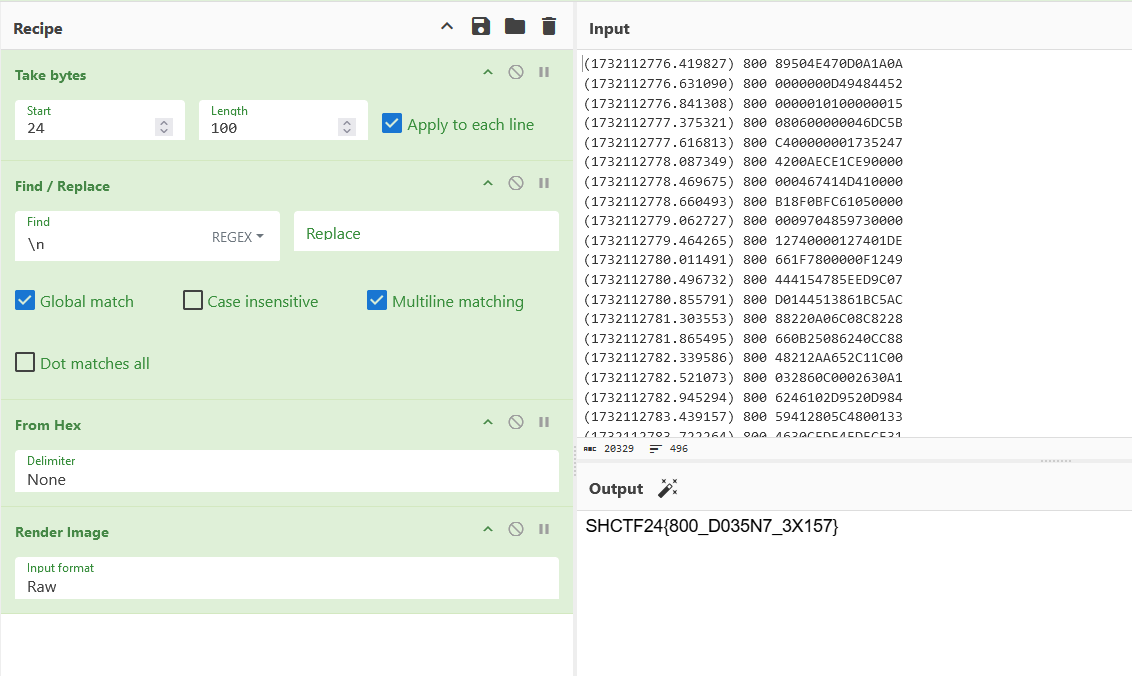 Recipe
Take bytes
Start
24
Length
100
Apply to each line
Find / Replace
Find
\n
REGEX
Replace
Global match
Case insensitive
Multiline matching
Dot matches all
From Hex
Delimiter
None
Render Image
Input format
Raw
Input
(1732112776.419827) 800 89504E470D0A1A0A
(1732112776.631090) 800 0000000D49484452
(1732112776.841308) 800 0000010100000015
(1732112777.375321) 800 080600000046DC5B
(1732112777.616813) 800 C400000001735247
(1732112778.087349) 800 4200AECE1CE90000
(1732112778.469675) 800 000467414D410000
(1732112778.660493) 800 B18F0BFC61050000
(1732112779.062727) 800 0009704859730000
(1732112779.464265) 800 12740000127401DE
(1732112780.011491) 800 661F7800000F1249
(1732112780.496732) 800 444154785EED9C07
(1732112780.855791) 800 D0144513861BC5AC
(1732112781.303553) 800 88220A06C08C8228
(1732112781.865495) 800 660B25086240CC88
(1732112782.339586) 800 48212AA652C11C00
(1732112782.521073) 800 032860C0002630A1
(1732112782.945294) 800 6246102D9520D984
(1732112783.439157) 800 59412805C4800133
(1732112783.722264) 800
20329
496
Output
SHCTF24{800_D035N7_3X157}